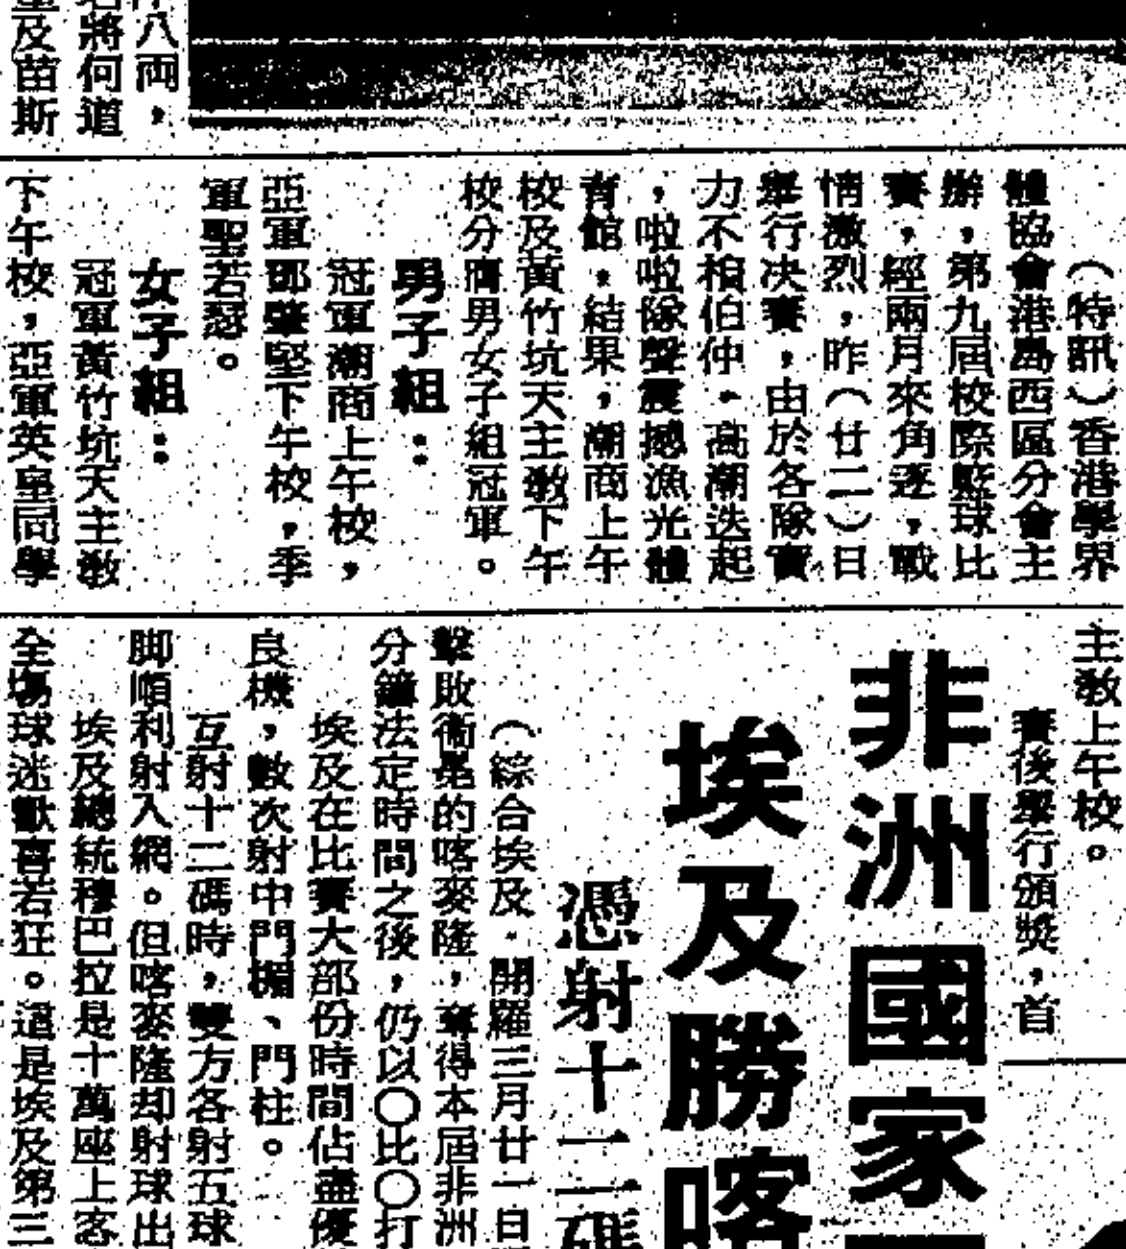 八両，
將何道
及苗斯
（特訊）香港學界
體協會港島西區分會主
辦，第九屆校際籃球比
賽，經兩月來角逐，戰
情激烈，昨（廿二）日
舉行決賽，由於各隊實
力不相伯仲，高潮迭起
，啦啦隊聲震撼漁光體
育館，結果，潮商上午
校及黃竹坑天主教下午
校分膺男女子組冠軍。
男子組：
冠軍潮商上午校，
亞軍鄧肇堅下午校，季
軍聖若瑟。
女子組：
冠軍黃竹坑天主教
下午校，亞軍英皇同學
主教上午校。
賽後舉行頒獎，首
非洲國家
埃及勝喀
憑射十二碼
（綜合埃及．開羅三月廿一日
擊敗衞冕的喀麥隆，奪得本屆非洲
分鐘法定時間之後，仍以〇比〇打
埃及在比賽大部份時間佔盡優
良機，數次射中門楣、門柱。
互射十二碼時，雙方各射五球
脚順利射入網。但喀麥隆却射球出
埃及總統穆巴拉是十萬座上客
全場球迷歡喜若狂。這是埃及第三